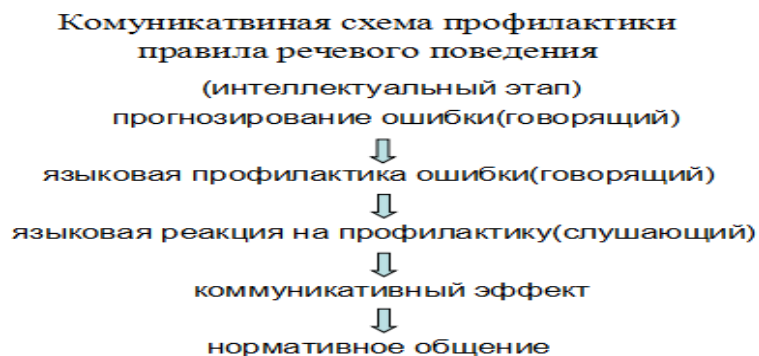 Комуникатвиная схема профилактики
правила речевого поведения
(интеллектуальный этап)
прогнозирование ошибки(говорящий)
языковая профилактика ошибки(говорящий)
языковая реакция на профилактику(слушающий)
коммуникативный эффект
нормативное общение